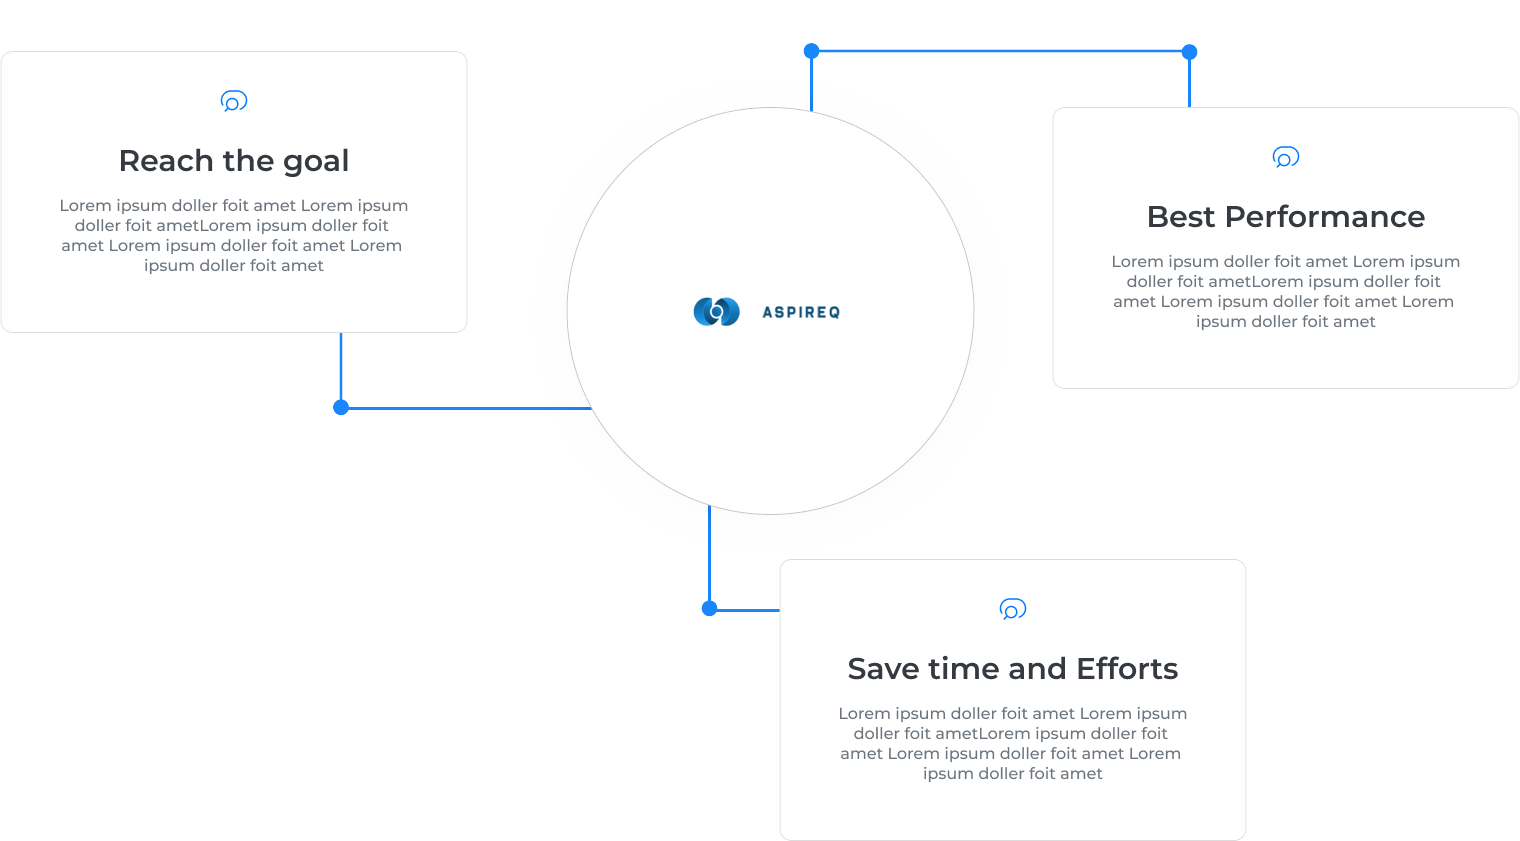 Reach the goal
Lorem ipsum doller foit amet Lorem ipsum
doller foit ametLorem ipsum doller foit
amet Lorem ipsum doller foit amet Lorem
ipsum doller foit amet
ASPIREQ
Best Performance
Lorem ipsum doller foit amet Lorem ipsum
doller foit ametLorem ipsum doller foit
amet Lorem ipsum doller foit amet Lorem
ipsum doller foit amet
Save time and Efforts
Lorem ipsum doller foit amet Lorem ipsum
doller foit ametLorem ipsum doller foit
amet Lorem ipsum doller foit amet Lorem
ipsum doller foit amet